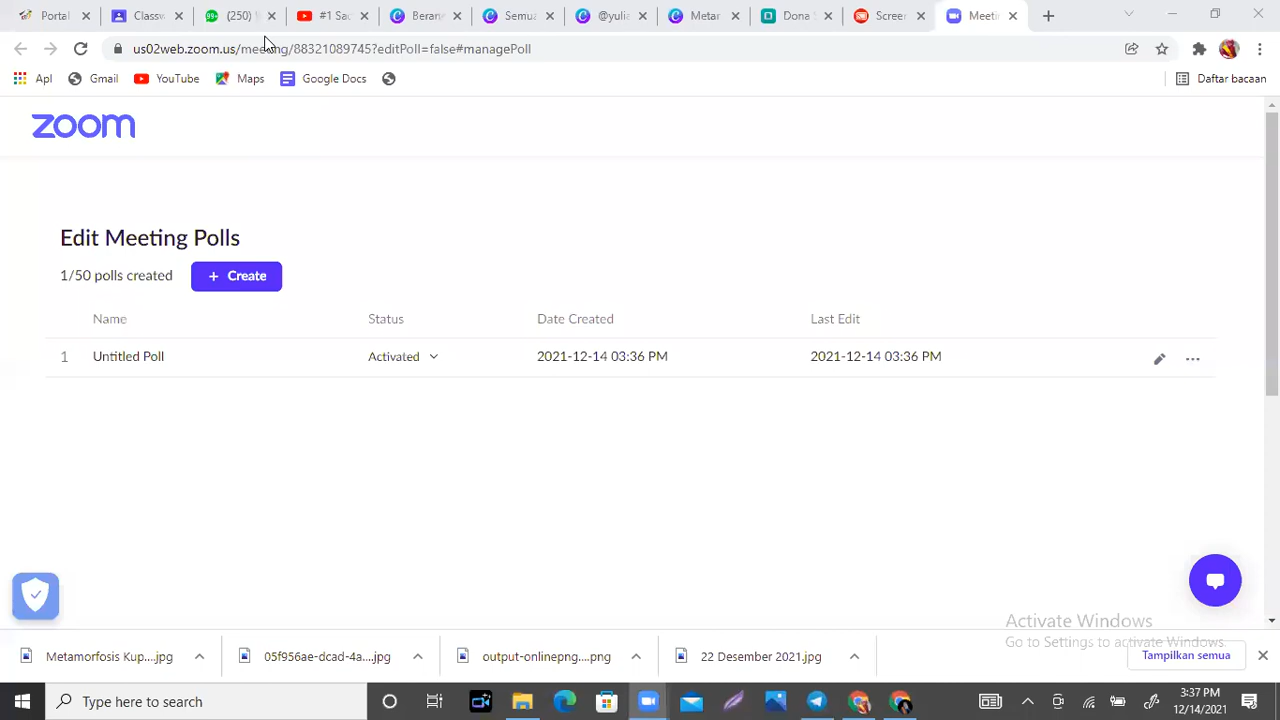 Portal
Classw
(250)
#1 Sac
Beran
Semua
@yulie
Metar
Dona
Screer
Meeti
us02web.zoom.us/meeting/88321089745?editPoll=false#managePoll
Apl
Gmail
YouTube
Maps
Google Docs
Daftar bacaan
zoom
Edit Meeting Polls
1/50 polls created
+ Create
Name
Status
Date Created
Last Edit
1
Untitled Poll
Activated
2021-12-14 03:36 PM
2021-12-14 03:36 PM
Activate Windows
Go to Settings to activate Windows.
Metamorfosis Kup....jpg
05f956ae-dcad-4a....jpg
output-onlinepng....png
22 Desember 2021.jpg
Tampilkan semua
Type here to search
3:37 PM
12/14/2021